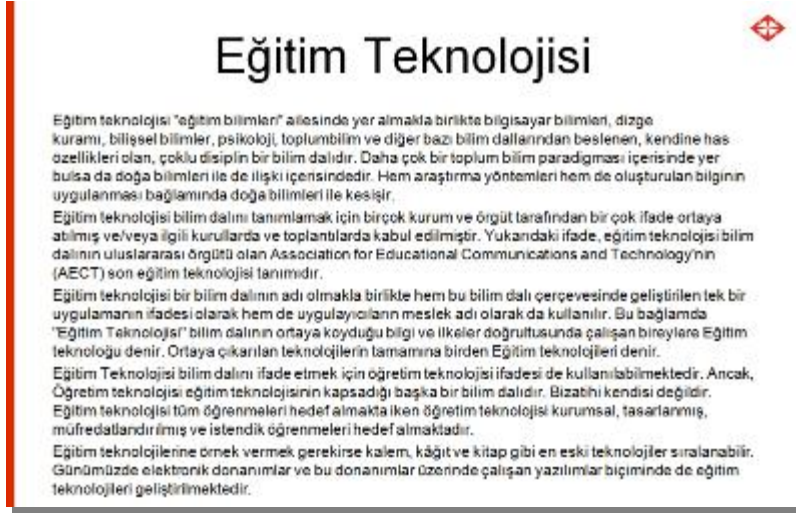 Eğitim Teknolojisi
Eğitim teknolojisi "eğitim bilimleri" ailesinde yer almakla birlikte bilgisayar bilimleri, dizge
kuramı, bilişsel bilimler, psikoloji, toplumbilim ve diğer bazı bilim dallarından beslenen, kendine has
özellikleri olan, çoklu disiplin bir bilim dalıdır. Daha çok bir toplum bilim paradigması içerisinde yer
bulsa da doğa bilimleri ile de ilişki içerisindedir. Hem araştırma yöntemleri hem de oluşturulan bilginin
uygulanması bağlamında doğa bilimleri ile kesişir.
Eğitim teknolojisi bilim dalını tanımlamak için birçok kurum ve örgüt tarafından bir çok ifade ortaya
atılmış ve/veya ilgili kurullarda ve toplantılarda kabul edilmiştir. Yukarıdaki ifade, eğitim teknolojisi bilim
dalının uluslararası örgütü olan Association for Educational Communications and Technology'nin
(AECT) son eğitim teknolojisi tanımıdır.
Eğitim teknolojisi bir bilim dalının adı olmakla birlikte hem bu bilim dalı çerçevesinde geliştirilen tek bir
uygulamanın ifadesi olarak hem de uygulayıcıların meslek adı olarak da kullanılır. Bu bağlamda
"Eğitim Teknolojisi" bilim dalının ortaya koyduğu bilgi ve ilkeler doğrultusunda çalışan bireylere Eğitim
teknoloğu denir. Ortaya çıkarılan teknolojilerin tamamına birden Eğitim teknolojileri denir.
Eğitim Teknolojisi bilim dalını ifade etmek için öğretim teknolojisi ifadesi de kullanılabilmektedir. Ancak,
Öğretim teknolojisi eğitim teknolojisinin kapsadığı başka bir bilim dalıdır. Bizatihi kendisi değildir.
Eğitim teknolojisi tüm öğrenmeleri hedef almakta iken öğretim teknolojisi kurumsal, tasarlanmış,
müfredatlandırılmış ve istendik öğrenmeleri hedef almaktadır.
Eğitim teknolojilerine örnek vermek gerekirse kalem, kâğıt ve kitap gibi en eski teknolojiler sıralanabilir.
Günümüzde elektronik donanımlar ve bu donanımlar üzerinde çalışan yazılımlar biçiminde de eğitim
teknolojileri geliştirilmektedir.